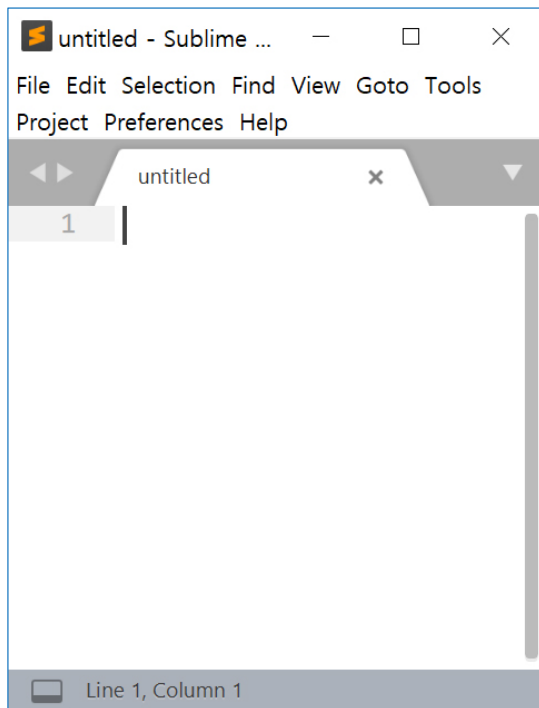 untitled - Sublime ...
File Edit Selection Find View Goto Tools
Project Preferences Help
untitled
1
Line 1, Column 1